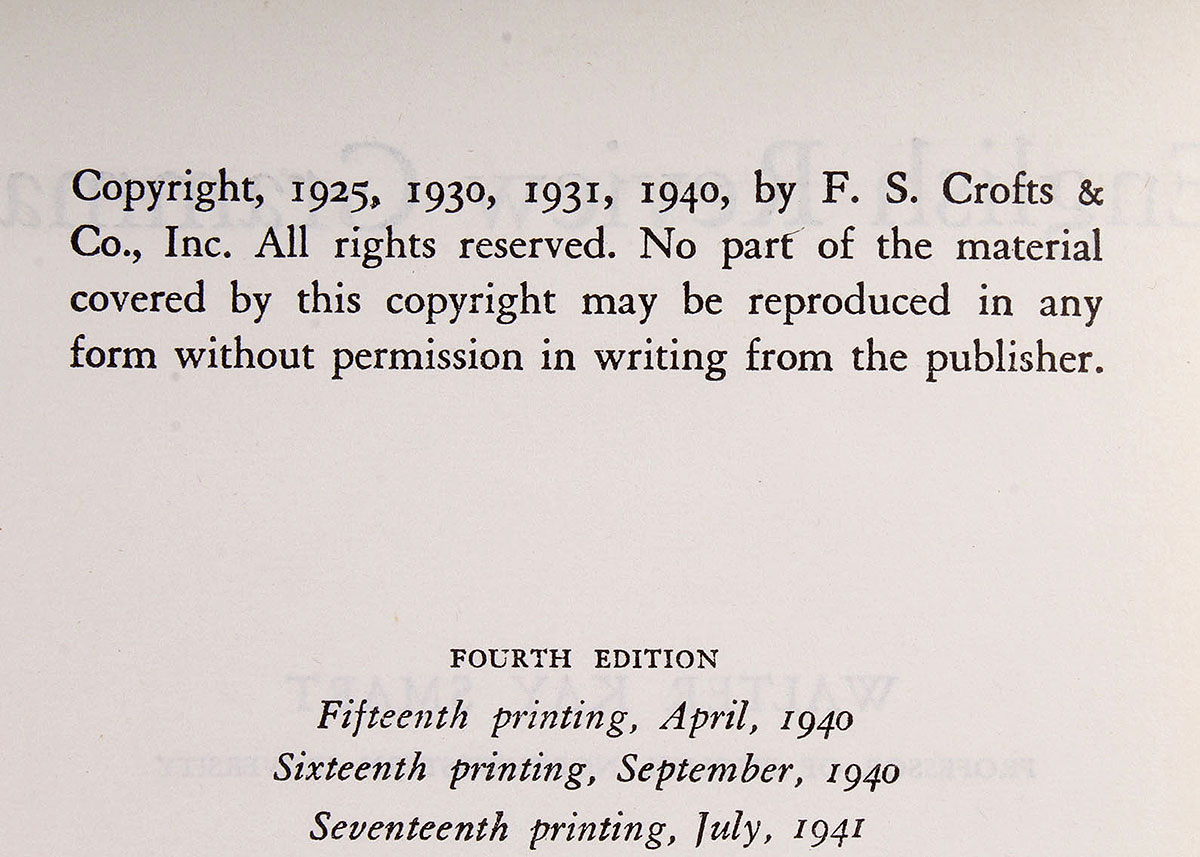 Copyright, 1925, 1930, 1931, 1940, by F. S. Crofts &
Co., Inc. All rights reserved. No part of the material
covered by this copyright may be reproduced in any
form without permission in writing from the publisher.
FOURTH EDITION
Fifteenth printing, April, 1940
Sixteenth printing, September, 1940
Seventeenth printing, July, 1941